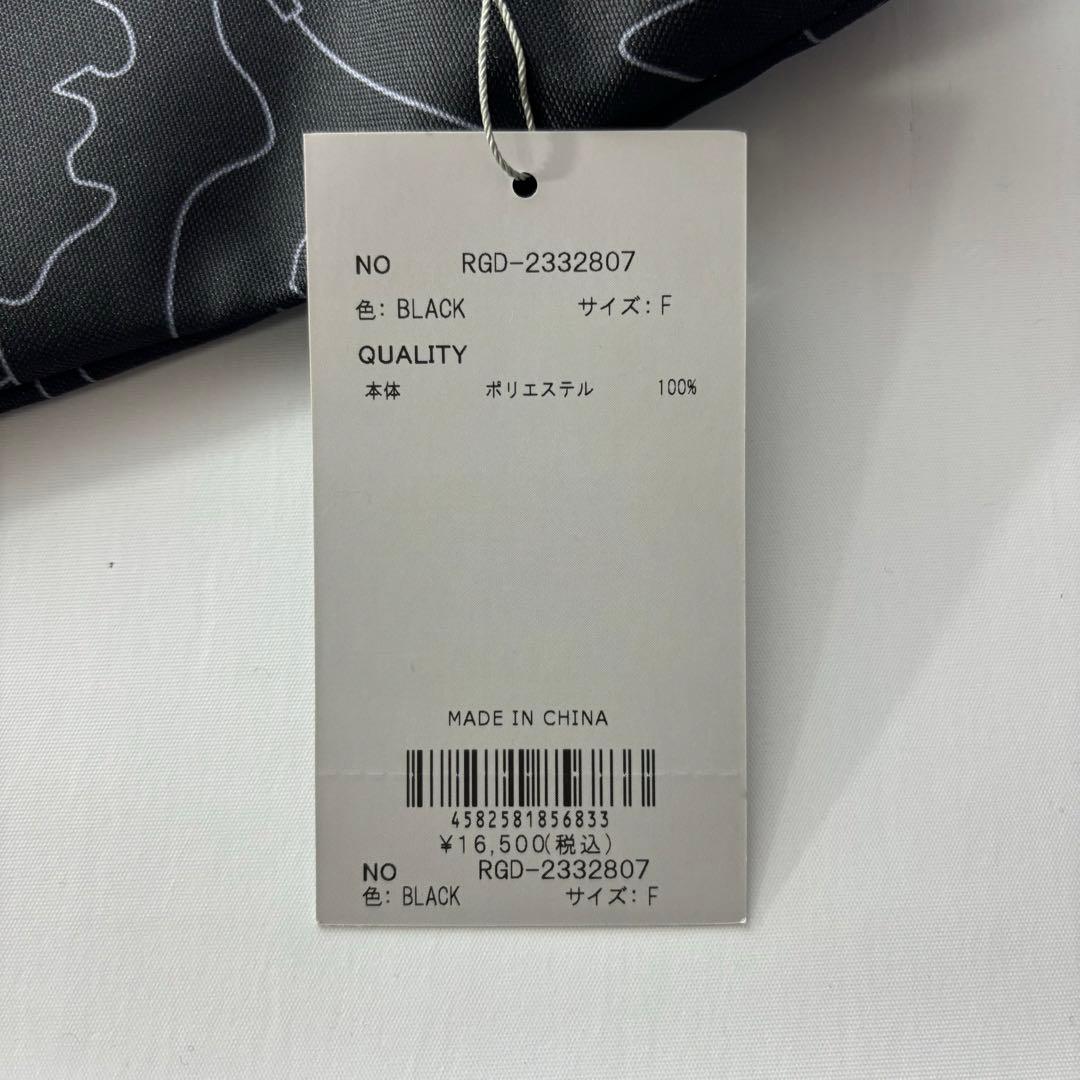 NO RGD-2332807
色: BLACK サイズ: F
QUALITY
本体 ポリエステル 100%
MADE IN CHINA
4582581856833
¥16,500(税込)
NO RGD-2332807
色: BLACK サイズ: F